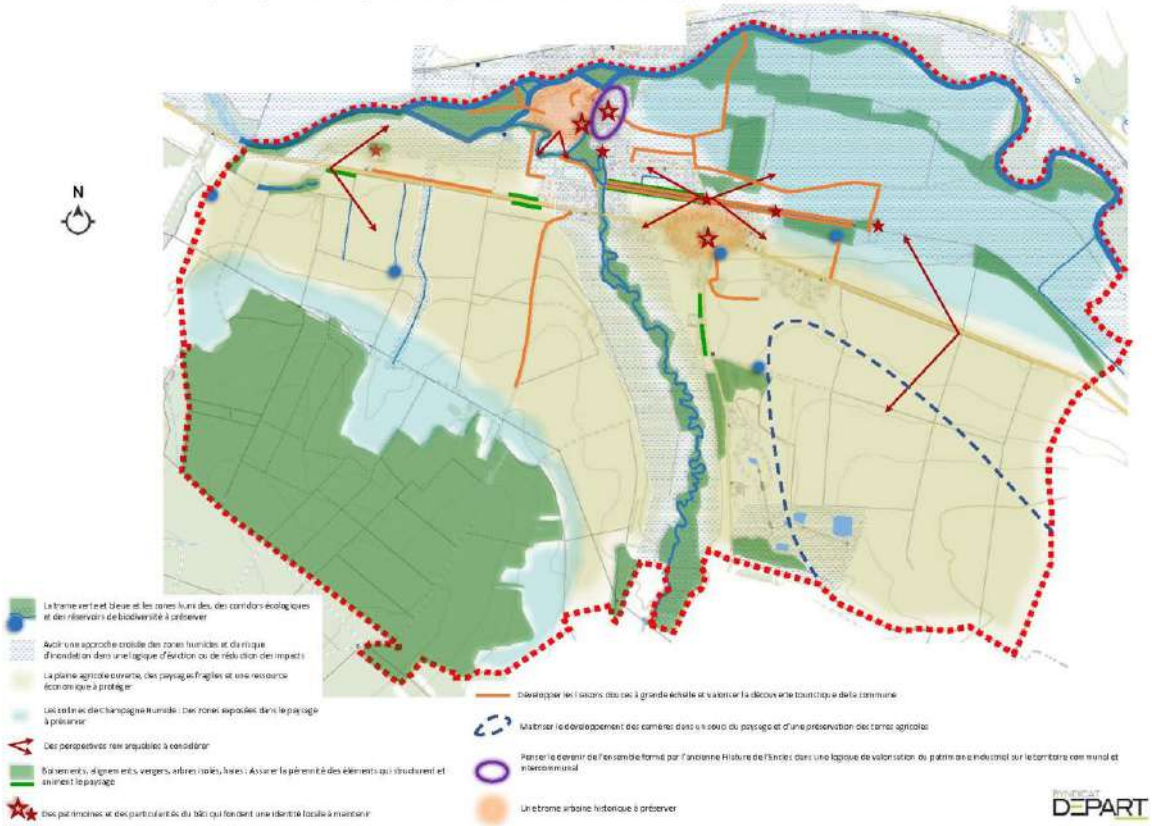 N
La trame verte et bleue et les zones humides, des corridors écologiques
et des réservoirs de biodiversité à préserver
Avoir une approche croisée des zones humides et du risque
d'inondation dans une logique d'éviction ou de réduction des impacts
La plaine agricole ouverte, des paysages fragiles et une ressource
économique à protéger
Les collines de Champagne Humide : Des zones exposées dans le paysage
à préserver
Des perspectives remarquables à considérer
Boisements, alignements, vergers, arbres isolés, haies : Assurer la pérennité des éléments qui structurent et
animent le paysage
Des patrimoines et des particularités du bâti qui fondent une identité locale à maintenir
Développer les liaisons douces à grande échelle et valoriser la découverte touristique de la commune
Maîtriser le développement des carrières dans un souci du paysage et d'une préservation des terres agricoles
Penser le devenir de l'ensemble formé par l'ancienne Filature de l'Enclos dans une logique de valorisation du patrimoine industriel sur le territoire communal et
intercommunal
Une trame urbaine historique à préserver
SYNDICAT
DEPART